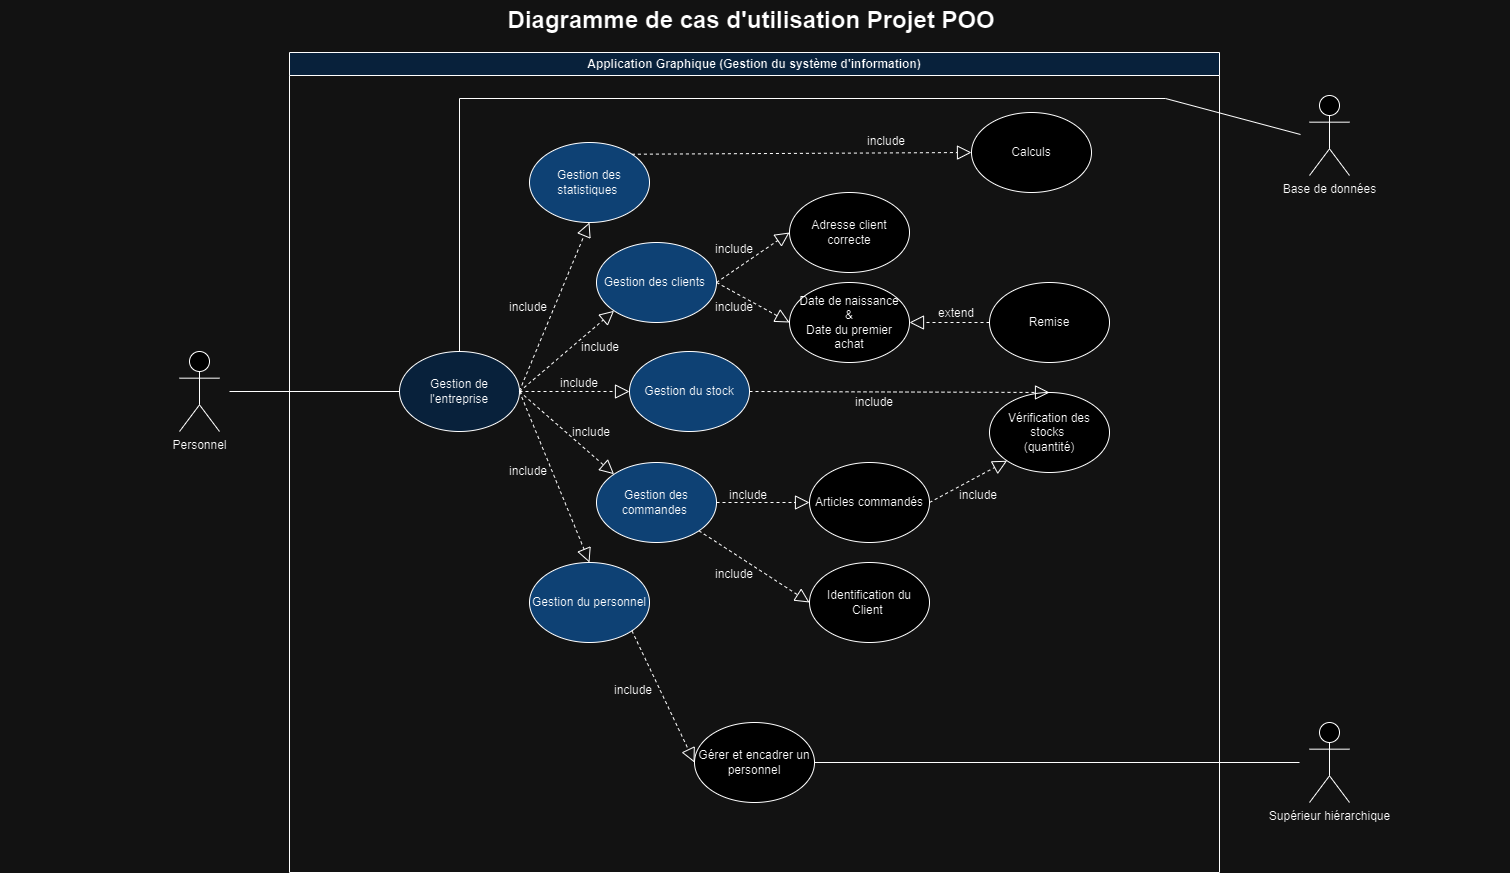 Diagramme de cas d'utilisation Projet POO
Application Graphique (Gestion du système d'information)
include
Calculs
Gestion des
statistiques
Base de données
Adresse client
correcte
include
Gestion des clients
include
include
Date de naissance
&
Date du premier
achat
extend
Remise
include
Gestion de
l'entreprise
include
Gestion du stock
include
Vérification des
stocks
(quantité)
Personnel
include
include
Gestion des
commandes
include
Articles commandés
include
include
Gestion du personnel
Identification du
Client
include
Gérer et encadrer un
personnel
Supérieur hiérarchique